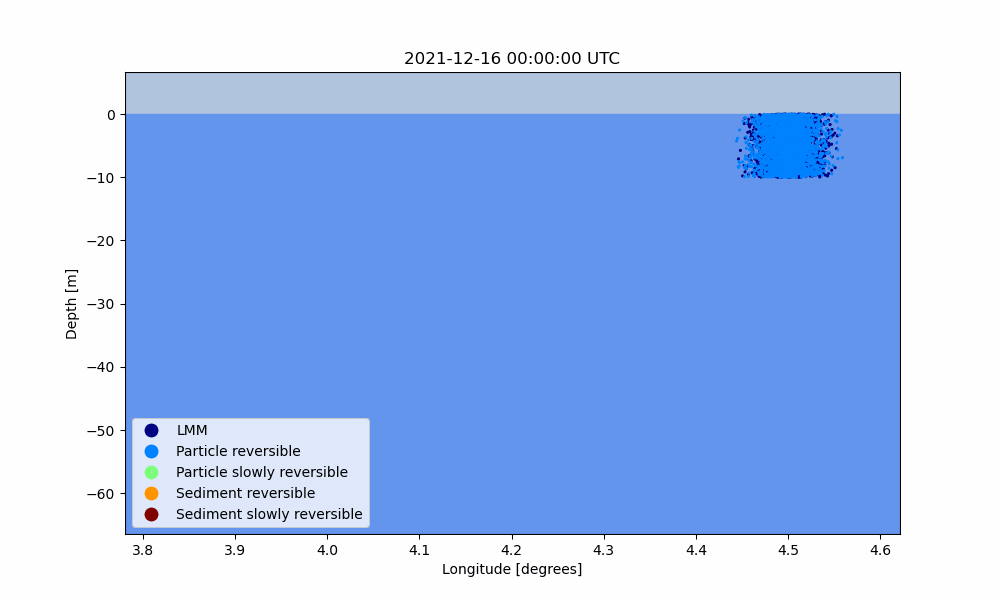 2021-12-16 00:00:00 UTC
0
−10
−20
−30
−40
−50
−60
Depth [m]
LMM
Particle reversible
Particle slowly reversible
Sediment reversible
Sediment slowly reversible
3.8 3.9 4.0 4.1 4.2 4.3 4.4 4.5 4.6
Longitude [degrees]